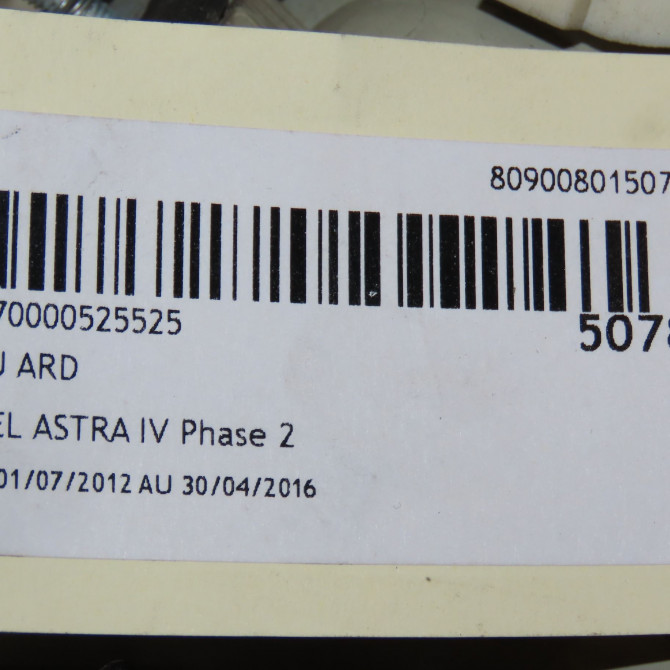 80900801507
70000525525
5078
U ARD
EL ASTRA IV Phase 2
01/07/2012 AU 30/04/2016